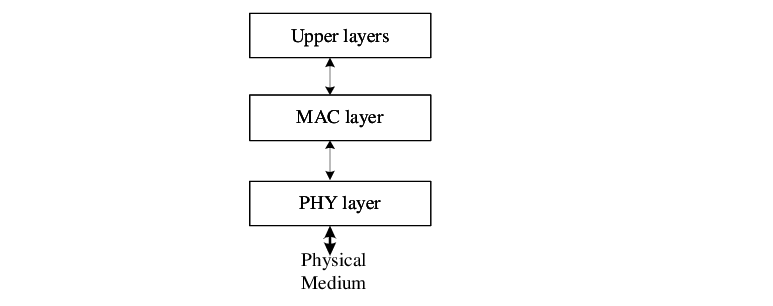 Upper layers
MAC layer
PHY layer
Physical
Medium